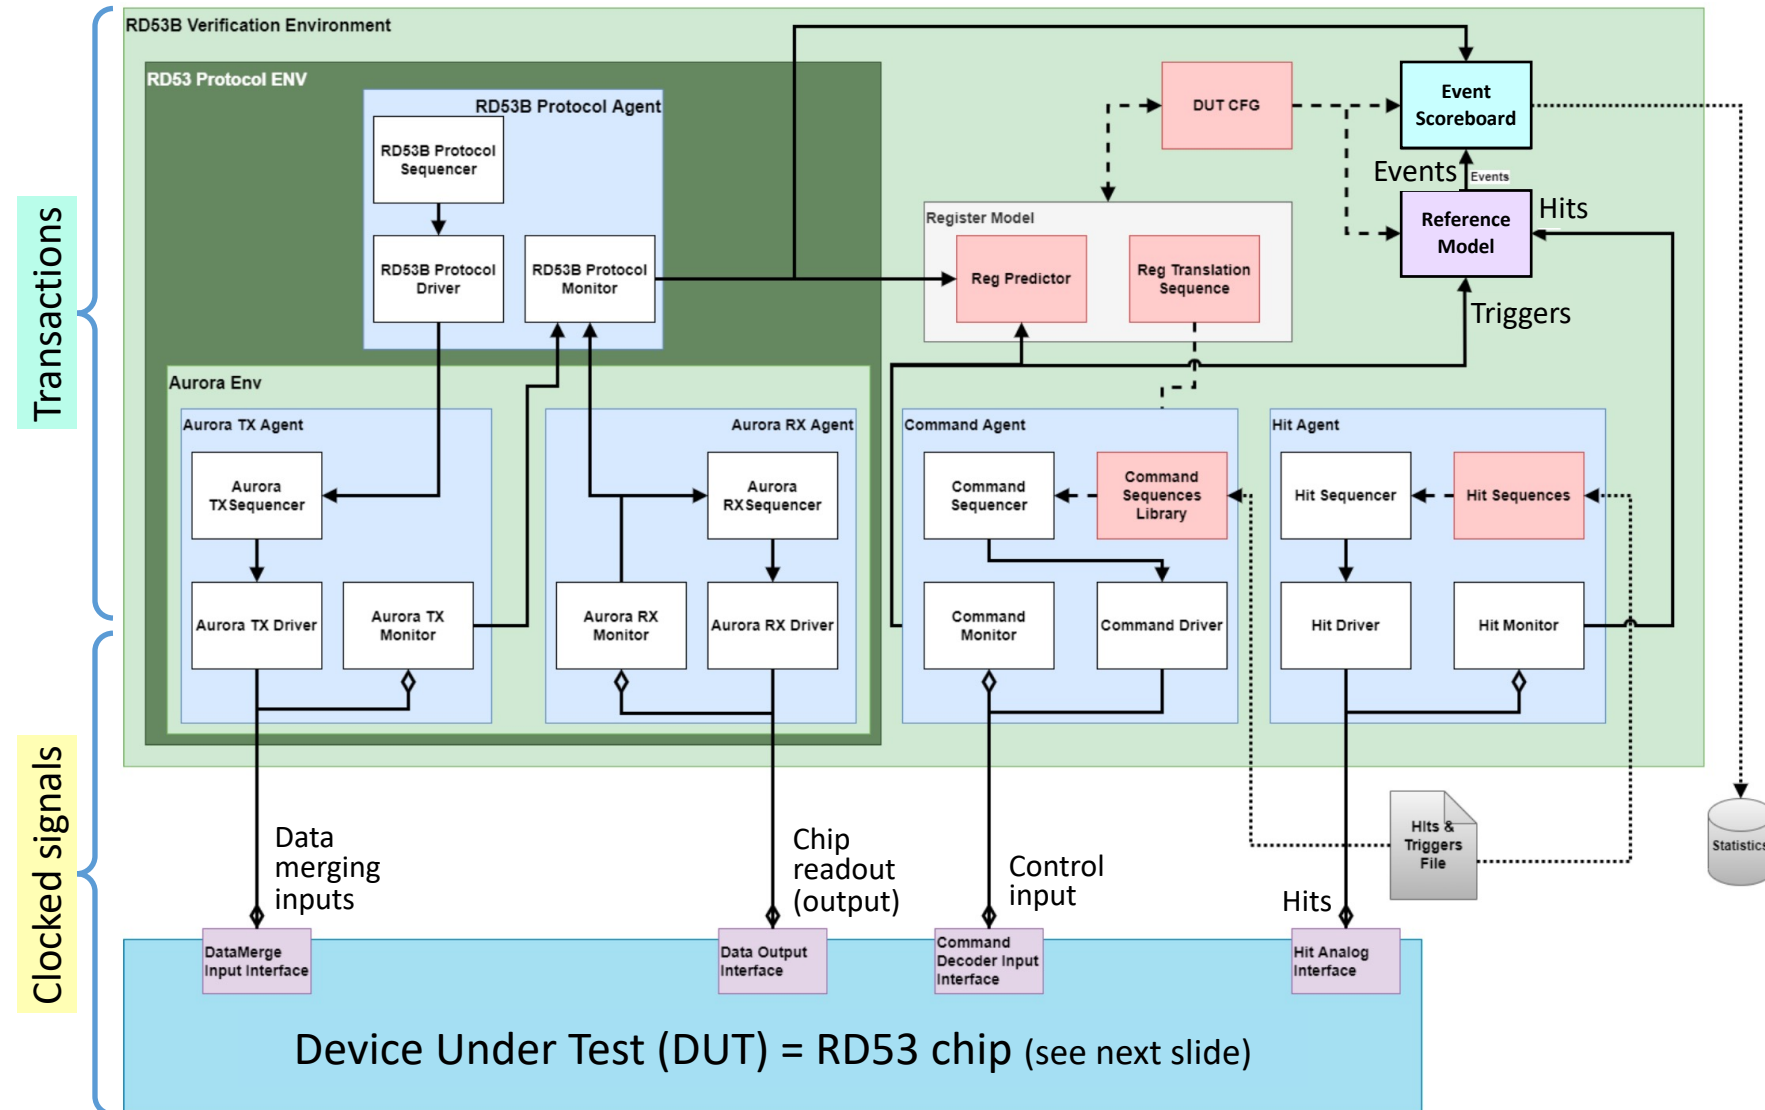 RD53B Verification Environment
RD53 Protocol ENV
RD53B Protocol Agent
RD53B Protocol
Sequencer
RD53B Protocol
Driver
RD53B Protocol
Monitor
DUT CFG
Event
Scoreboard
Events
Events
Reference
Model
Hits
Triggers
Register Model
Reg Predictor
Reg Translation
Sequence
Transactions
Aurora Env
Aurora TX Agent
Aurora
TXSequencer
Aurora TX Driver
Aurora TX
Monitor
Aurora RX Agent
Aurora
RXSequencer
Aurora RX
Monitor
Aurora RX Driver
Command Agent
Command
Sequencer
Command
Sequences
Library
Command
Monitor
Command Driver
Hit Agent
Hit Sequencer
Hit Sequences
Hit Driver
Hit Monitor
Clocked signals
Data
merging
inputs
Chip
readout
(output)
Control
input
Hits
Hits &
Triggers
File
Statistics
DataMerge
Input Interface
Data Output
Interface
Command
Decoder Input
Interface
Hit Analog
Interface
Device Under Test (DUT) = RD53 chip (see next slide)